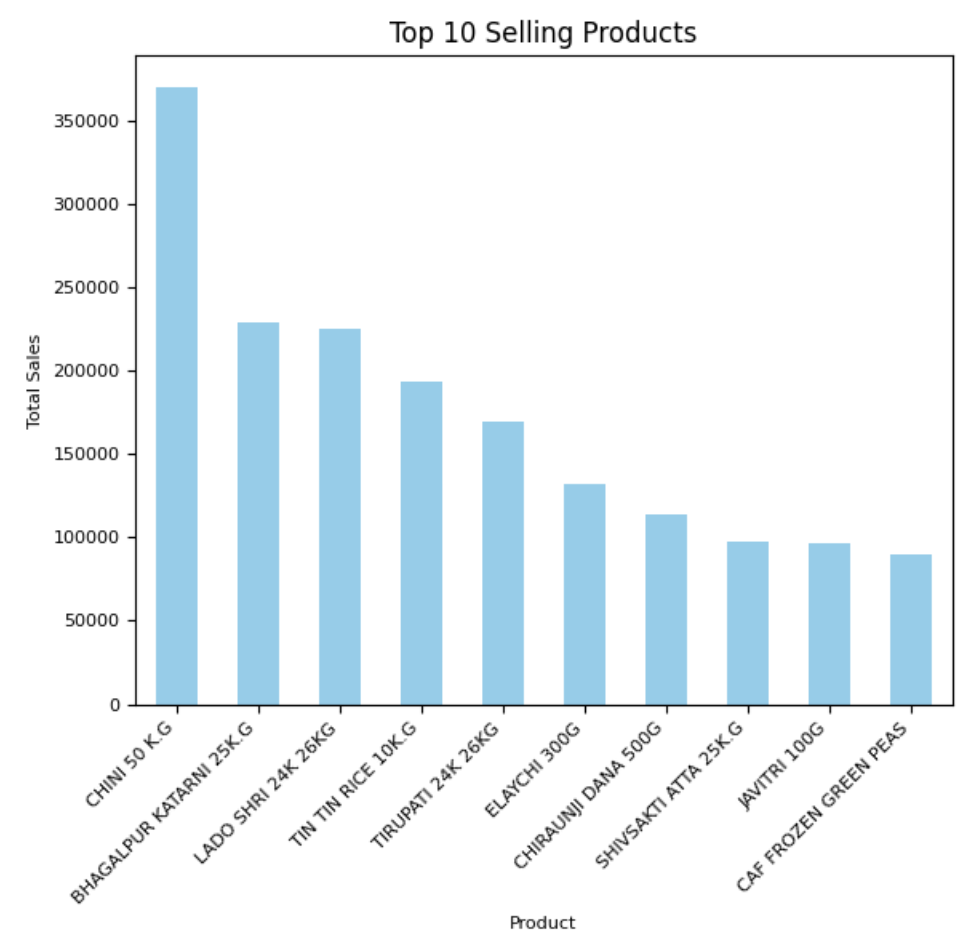 Top 10 Selling Products
Total Sales
350000
300000
250000
200000
150000
100000
50000
0
CHINI 50 K.G
BHAGALPUR KATARNI 25K.G
LADO SHRI 24K 26KG
TIN TIN RICE 10K.G
TIRUPATI 24K 26KG
ELAYCHI 300G
CHIRAUNJI DANA 500G
SHIVSAKTI ATTA 25K.G
JAVITRI 100G
CAF FROZEN GREEN PEAS
Product